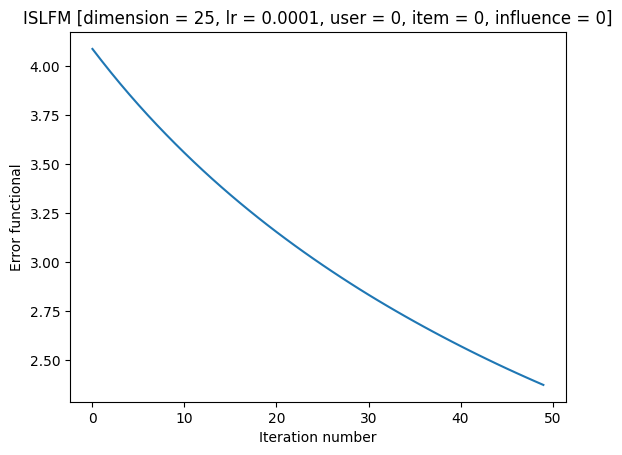 ISLFM [dimension = 25, lr = 0.0001, user = 0, item = 0, influence = 0]
4.00
3.75
3.50
3.25
3.00
2.75
2.50
Error functional
0 10 20 30 40 50
Iteration number